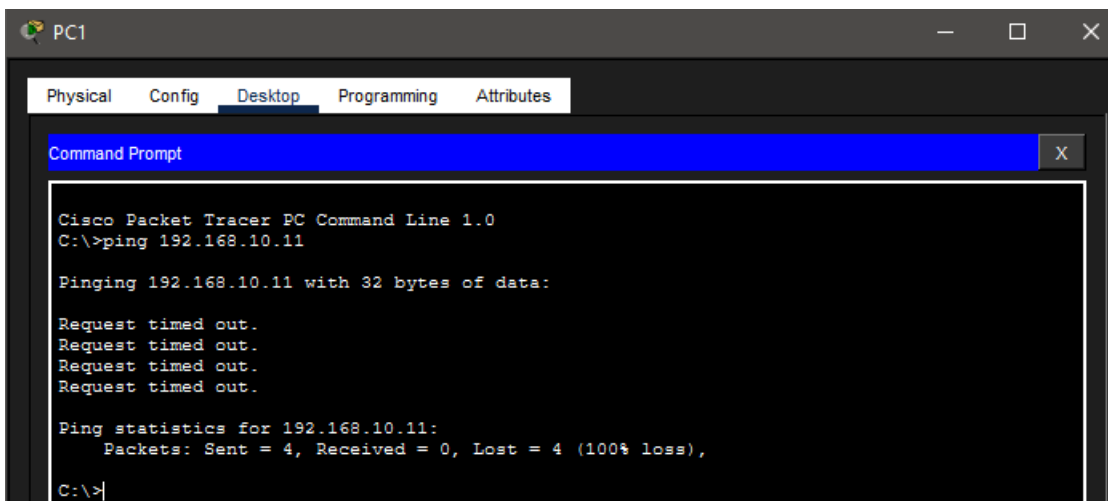 PC1
Physical Config Desktop Programming Attributes
Command Prompt X
Cisco Packet Tracer PC Command Line 1.0
C:\>ping 192.168.10.11
Pinging 192.168.10.11 with 32 bytes of data:
Request timed out.
Request timed out.
Request timed out.
Request timed out.
Ping statistics for 192.168.10.11:
Packets: Sent = 4, Received = 0, Lost = 4 (100% loss),
C:\>